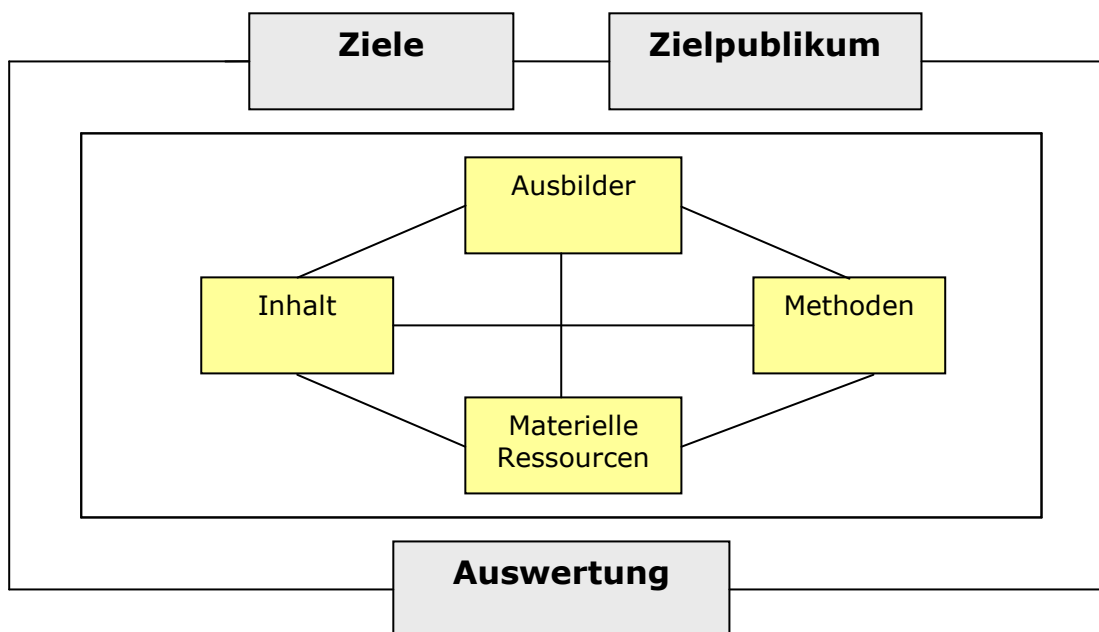 Ziele
Zielpublikum
Ausbilder
Inhalt
Methoden
Materielle
Ressourcen
Auswertung